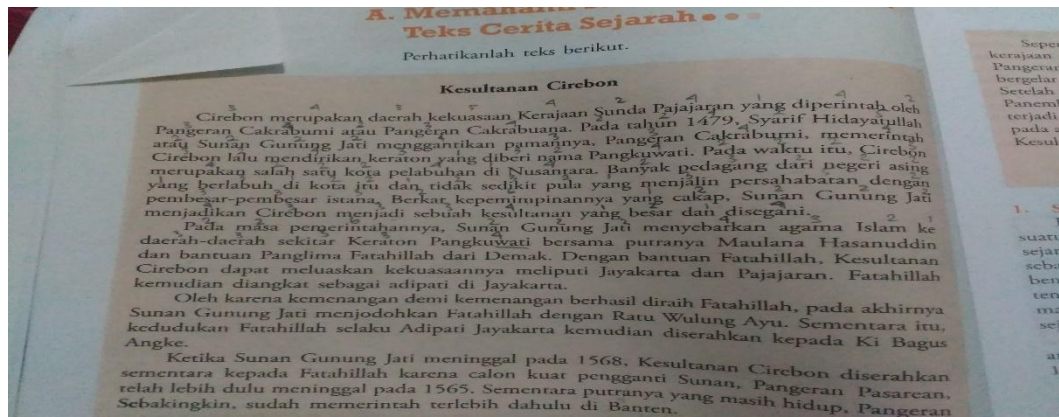 A. Memahami
Teks Cerita Sejarah
Perhatikanlah teks berikut.
Kesultanan Cirebon
Cirebon merupakan daerah kekuasaan Kerajaan Sunda Pajajaran yang diperintah oleh
Pangeran Cakrabumi atau Pangeran Cakrabuana. Pada tahun 1479, Syarif Hidayatullah
atau Sunan Gunung Jati menggantikan pamannya, Pangeran Cakrabumi, memerintah
Cirebon lalu mendirikan keraton yang diberi nama Pangkuwati. Pada waktu itu, Cirebon
merupakan salah satu kota pelabuhan di Nusantara. Banyak pedagang dari negeri asing
yang berlabuh di kota itu dan tidak sedikit pula yang menjalin persahabatan dengan
pembesar-pembesar istana. Berkat kepemimpinannya yang cakap, Sunan Gunung Jati
menjadikan Cirebon menjadi sebuah kesultanan yang besar dan disegani.
Pada masa pemerintahannya, Sunan Gunung Jati menyebarkan agama Islam ke
daerah-daerah sekitar Keraton Pangkuwati bersama putranya Maulana Hasanuddin
dan bantuan Panglima Fatahillah dari Demak. Dengan bantuan Fatahillah, Kesultanan
Cirebon dapat meluaskan kekuasaannya meliputi Jayakarta dan Pajajaran. Fatahillah
kemudian diangkat sebagai adipati di Jayakarta.
Oleh karena kemenangan demi kemenangan berhasil diraih Fatahillah, pada akhirnya
Sunan Gunung Jati menjodohkan Fatahillah dengan Ratu Wulung Ayu. Sementara itu,
kedudukan Fatahillah selaku Adipati Jayakarta kemudian diserahkan kepada Ki Bagus
Angke.
Ketika Sunan Gunung Jati meninggal pada 1568, Kesultanan Cirebon diserahkan
sementara kepada Fatahillah karena calon kuat pengganti Sunan, Pangeran Pasarean,
telah lebih dulu meninggal pada 1565. Sementara putranya yang masih hidup, Pangeran
Sebakingkin, sudah memerintah terlebih dahulu di Banten.
kerajaan
Pangeran
bergelar
Setelah
terjadi
pada
1.